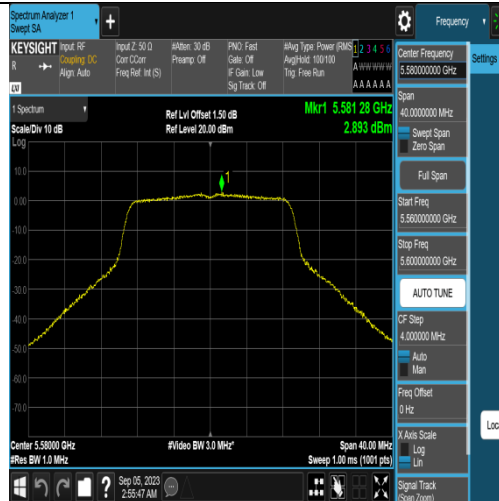 Spectrum Analyzer 1
Swept SA
Frequency
KEYSIGHT
R
Input: RF
Coupling: DC
Align: Auto
Input Z: 50 Ω
Corr CCorr
Freq Ref: Int (S)
#Atten: 30 dB
Preamp: Off
PNO: Fast
Gate: Off
IF Gain: Low
Sig Track: Off
#Avg Type: Power (RMS
Avg|Hold: 100/100
Trig: Free Run
1 2 3 4 5 6
A W W W W W
A A A A A A
1 Spectrum
Scale/Div 10 dB
Log
Ref Lvl Offset 1.50 dB
Ref Level 20.00 dBm
Mkr1 5.581 28 GHz
2.893 dBm
1
10.0
0.00
-10.0
-20.0
-30.0
-40.0
-50.0
-60.0
-70.0
Center 5.58000 GHz
#Res BW 1.0 MHz
#Video BW 3.0 MHz*
Span 40.00 MHz
Sweep 1.00 ms (1001 pts)
Sep 05, 2023
2:55:47 AM
?
Center Frequency
5.580000000 GHz
Settings
Span
40.0000000 MHz
Swept Span
Zero Span
Full Span
Start Freq
5.560000000 GHz
Stop Freq
5.600000000 GHz
AUTO TUNE
CF Step
4.000000 MHz
Auto
Man
Freq Offset
0 Hz
X Axis Scale
Log
Lin
Loc
Signal Track
(Span Zoom)